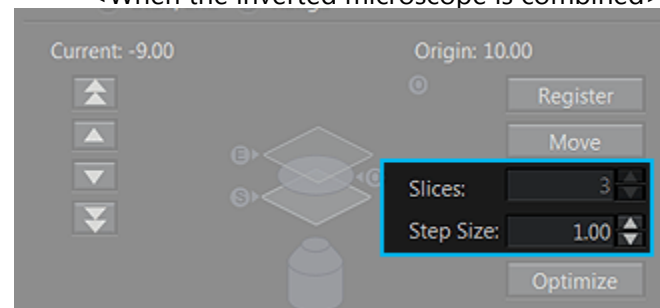 <When the inverted microscope is combined>
Current: -9.00
Origin: 10.00
O
Register
Move
E
O
S
Slices: 3
Step Size: 1.00
Optimize